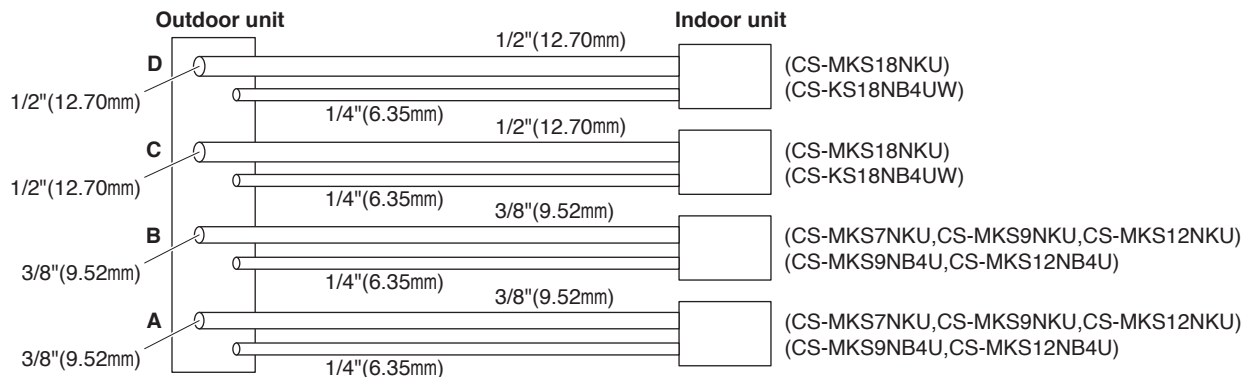 Outdoor unit
Indoor unit
D
1/2"(12.70mm)
1/2"(12.70mm)
1/4"(6.35mm)
(CS-MKS18NKU)
(CS-KS18NB4UW)
C
1/2"(12.70mm)
1/2"(12.70mm)
1/4"(6.35mm)
(CS-MKS18NKU)
(CS-KS18NB4UW)
B
3/8"(9.52mm)
3/8"(9.52mm)
1/4"(6.35mm)
(CS-MKS7NKU,CS-MKS9NKU,CS-MKS12NKU)
(CS-MKS9NB4U,CS-MKS12NB4U)
A
3/8"(9.52mm)
3/8"(9.52mm)
1/4"(6.35mm)
(CS-MKS7NKU,CS-MKS9NKU,CS-MKS12NKU)
(CS-MKS9NB4U,CS-MKS12NB4U)